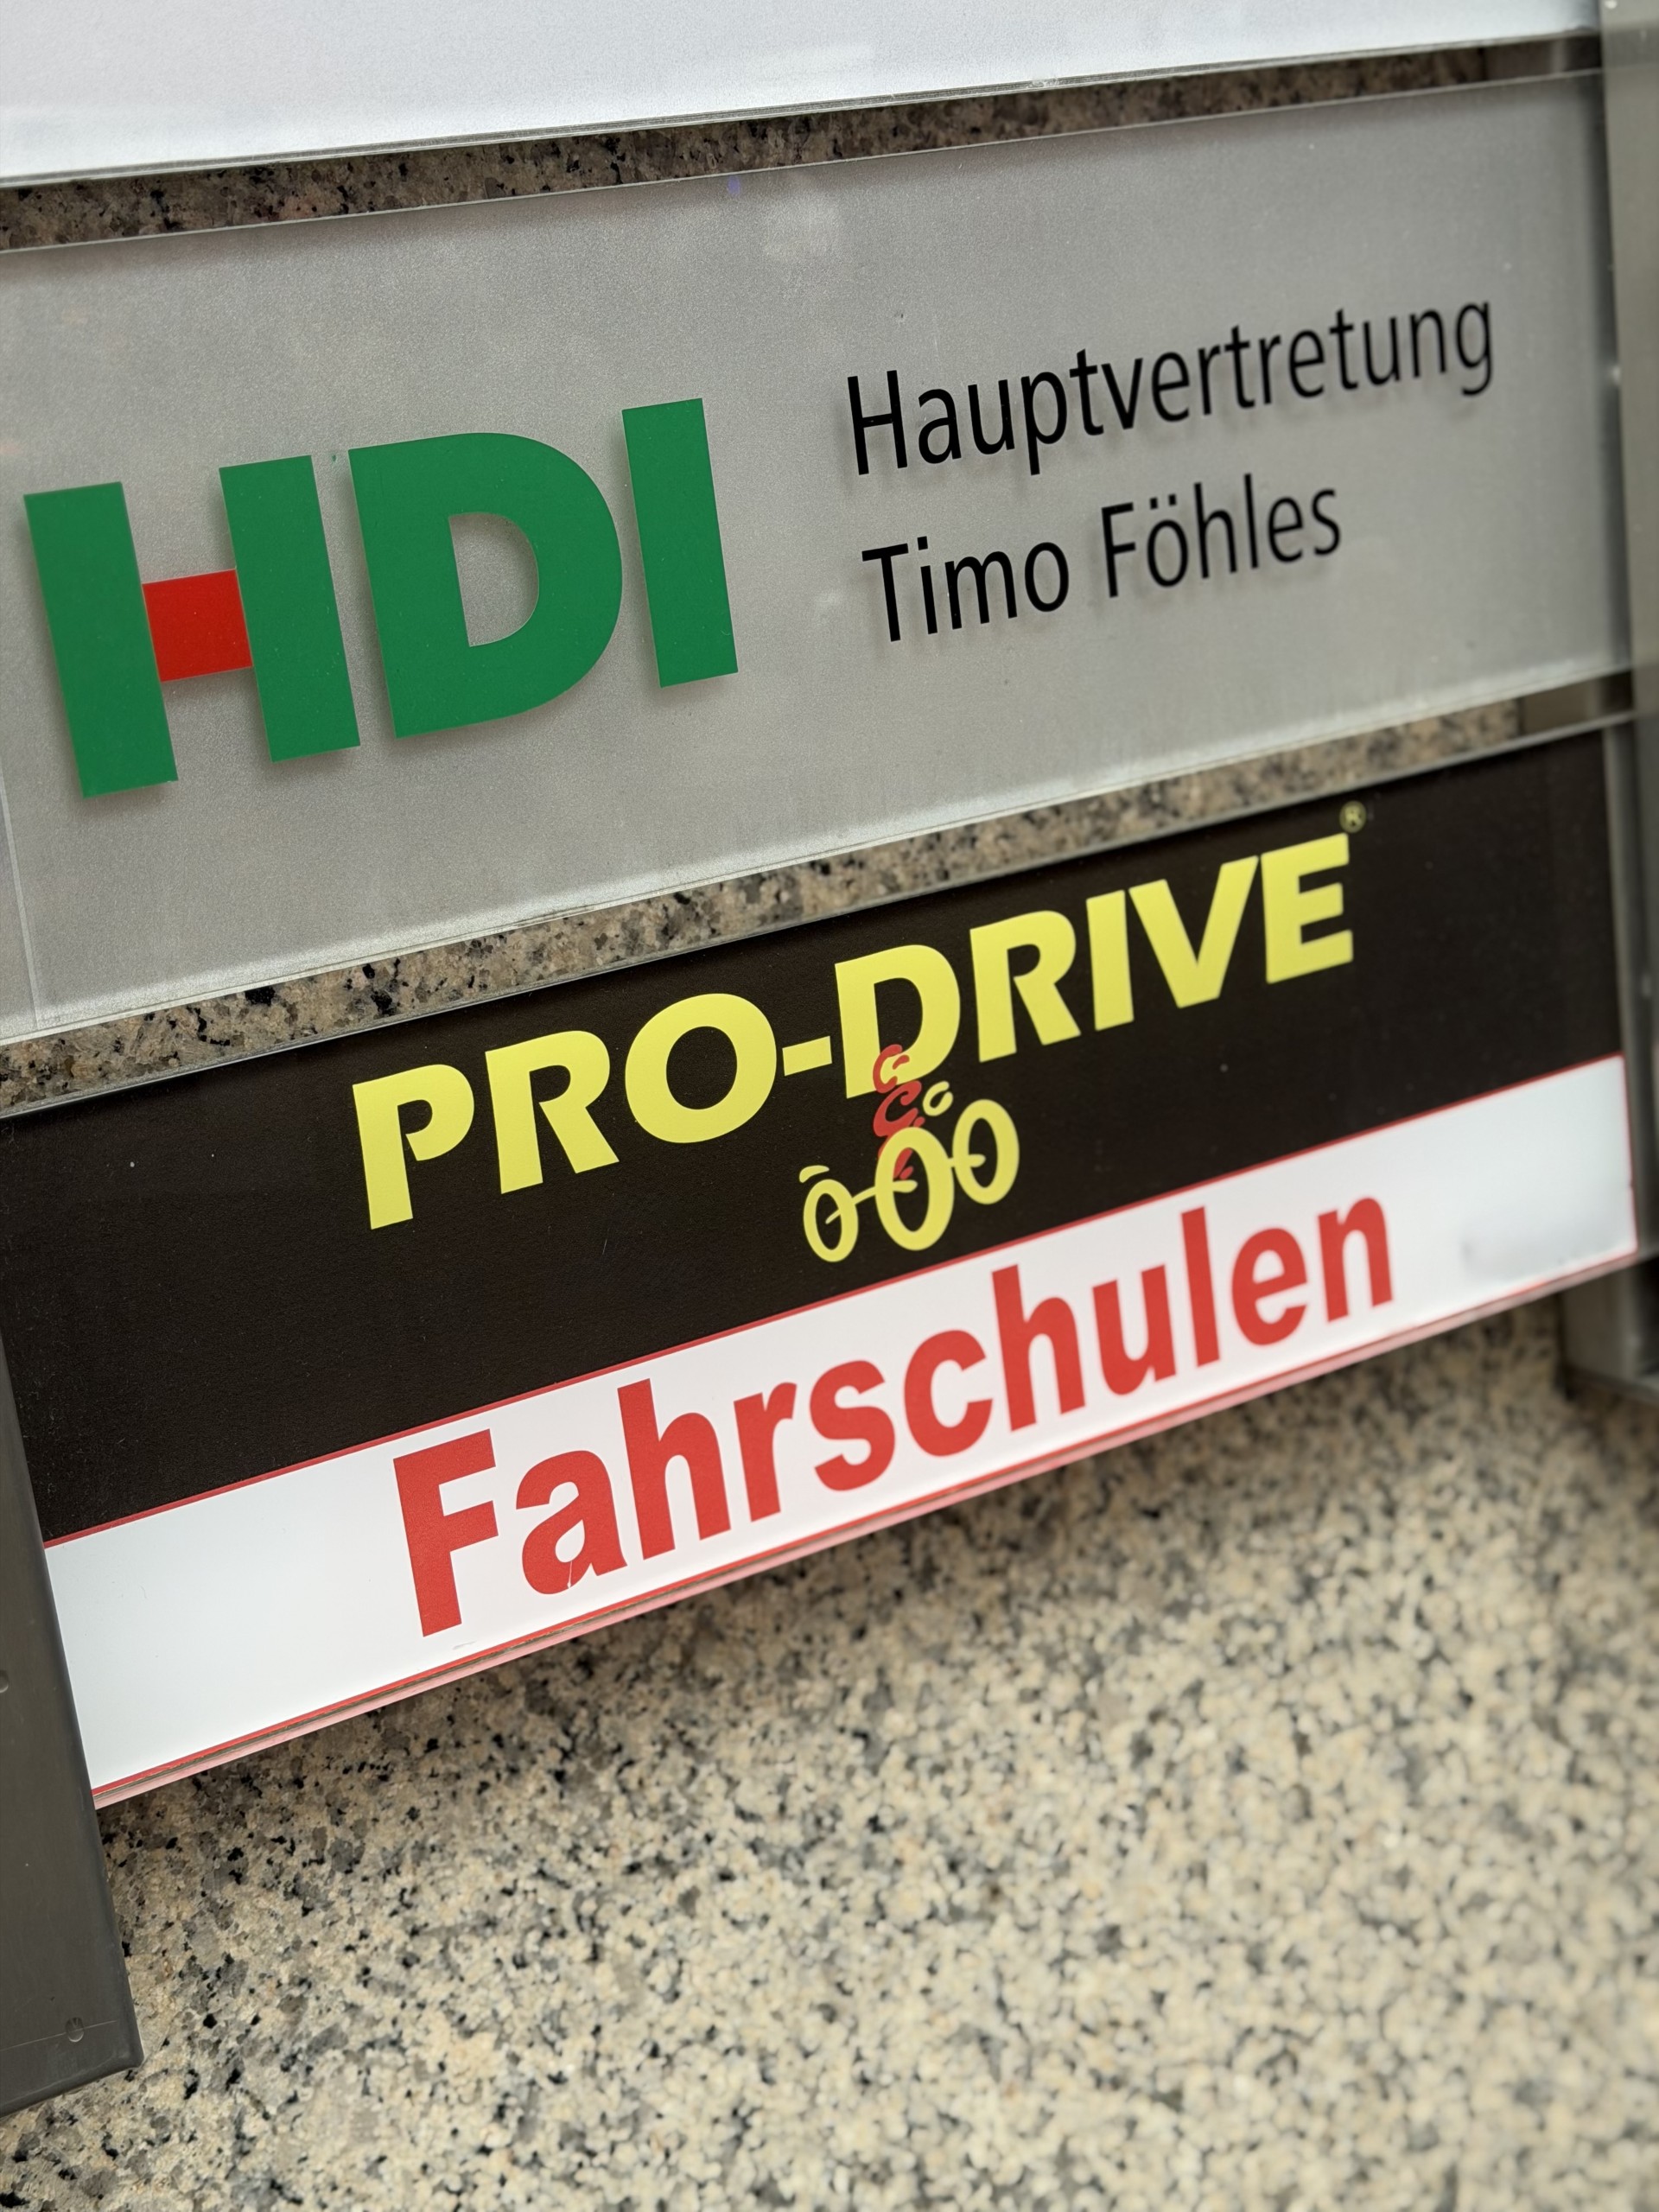 HDI
Hauptvertretung
Timo Föhles
PRO-DRIVE®
Fahrschulen